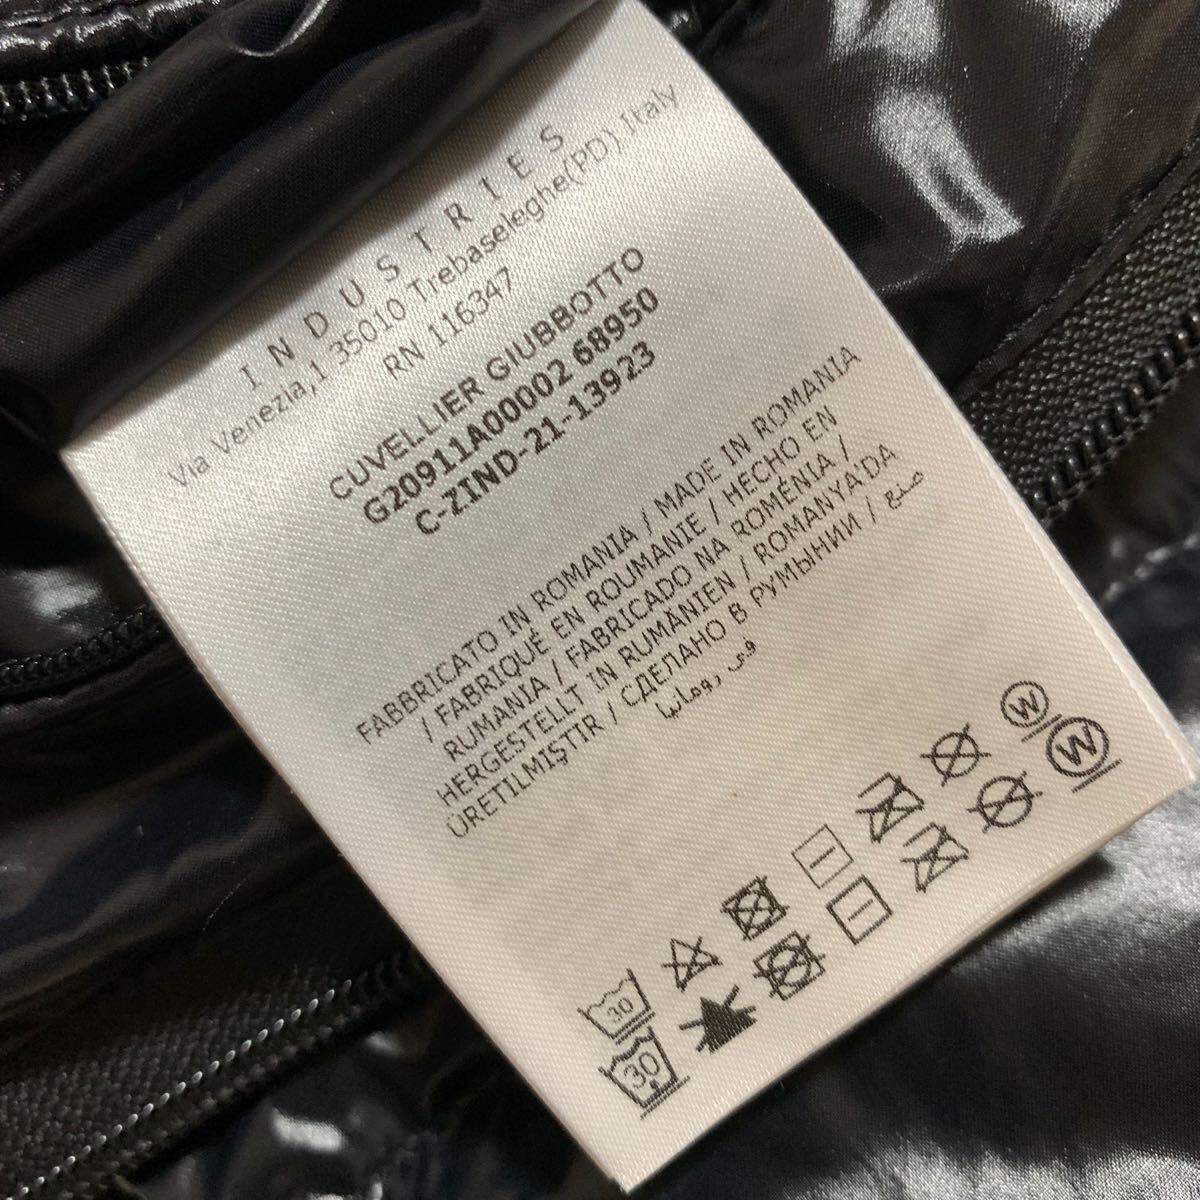 INDUSTRIES
Via Venezia,1 35010 Trebaseleghe(PD) Italy
RN 116347
CUVELLIER GIUBBOTTO
G20911A00002 68950
C-ZIND-21-13923
FABBRICATO IN ROMANIA / MADE IN ROMANIA
/ FABRIQUÉ EN ROUMANIE / HECHO EN
RUMANIA / FABRICADO NA ROMÉNIA /
HERGESTELLT IN RUMÄNIEN / ROMANYA'DA
ÜRETILMIŞTIR / СДЕЛАНО В РУМЫНИИ / صنع
في رومانيا
30 W
30 W